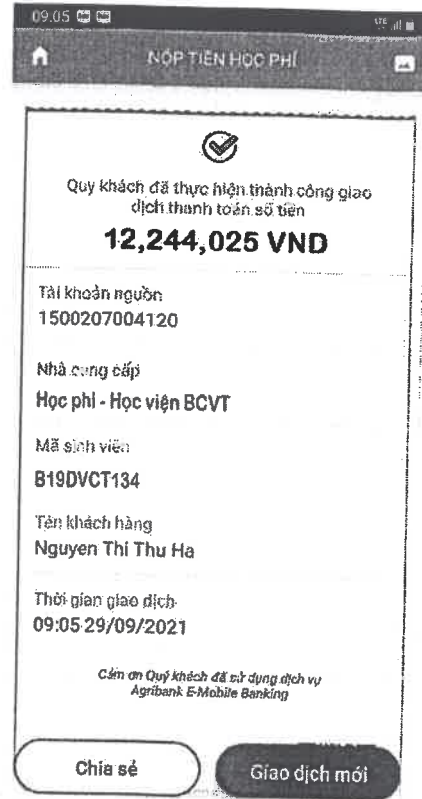 09.05
LTE
NỘP TIỀN HỌC PHÍ
Quý khách đã thực hiện thành công giao
dịch thanh toán số tiền
12,244,025 VND
Tài khoản nguồn
1500207004120
Nhà cung cấp
Học phí - Học viện BCVT
Mã sinh viên
B19DVCT134
Tên khách hàng
Nguyen Thi Thu Ha
Thời gian giao dịch
09:05 29/09/2021
Cảm ơn Quý khách đã sử dụng dịch vụ
Agribank E-Mobile Banking
Chia sẻ
Giao dịch mới